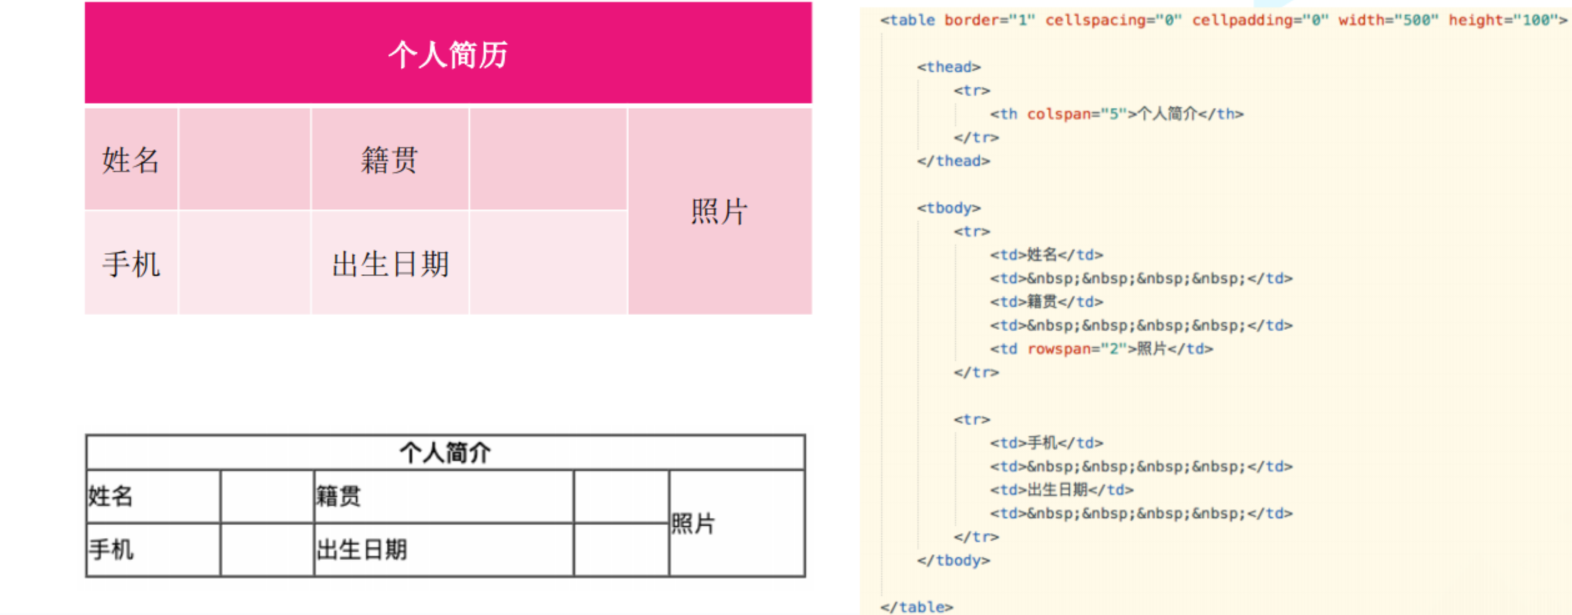 个人简历
姓名 籍贯 照片
手机 出生日期
个人简介
姓名 籍贯 照片
手机 出生日期
<table border="1" cellspacing="0" cellpadding="0" width="500" height="100">
<thead>
<tr>
<th colspan="5">个人简介</th>
</tr>
</thead>
<tbody>
<tr>
<td>姓名</td>
<td>&nbsp;&nbsp;&nbsp;&nbsp;</td>
<td>籍贯</td>
<td>&nbsp;&nbsp;&nbsp;&nbsp;</td>
<td rowspan="2">照片</td>
</tr>
<tr>
<td>手机</td>
<td>&nbsp;&nbsp;&nbsp;&nbsp;</td>
<td>出生日期</td>
<td>&nbsp;&nbsp;&nbsp;&nbsp;</td>
</tr>
</tbody>
</table>